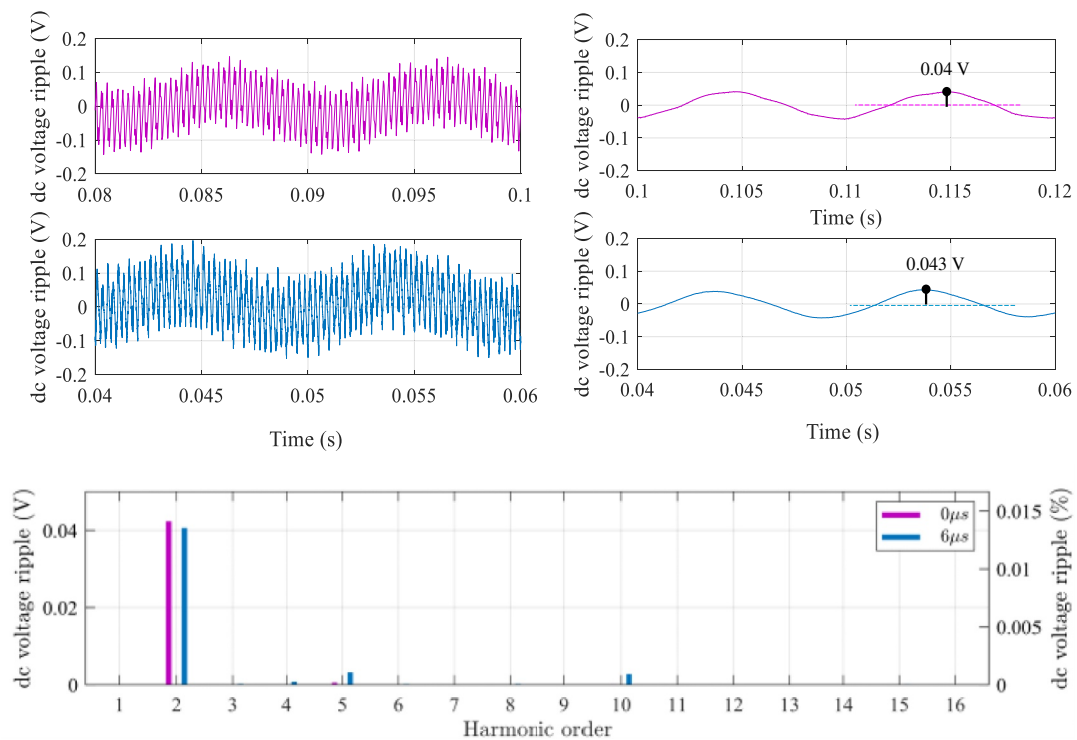 dc voltage ripple (V)
0.2
0.1
0
-0.1
-0.2
0.08 0.085 0.09 0.095 0.1
dc voltage ripple (V)
0.2
0.1
0
-0.1
-0.2
0.04 V
0.1 0.105 0.11 0.115 0.12
Time (s)
dc voltage ripple (V)
0.2
0.1
0
-0.1
-0.2
0.04 0.045 0.05 0.055 0.06
Time (s)
dc voltage ripple (V)
0.2
0.1
0
-0.1
-0.2
0.043 V
0.04 0.045 0.05 0.055 0.06
Time (s)
dc voltage ripple (V)
0.04
0.02
0
0μs
6μs
0.015
0.01
0.005
0
dc voltage ripple (%)
1 2 3 4 5 6 7 8 9 10 11 12 13 14 15 16
Harmonic order